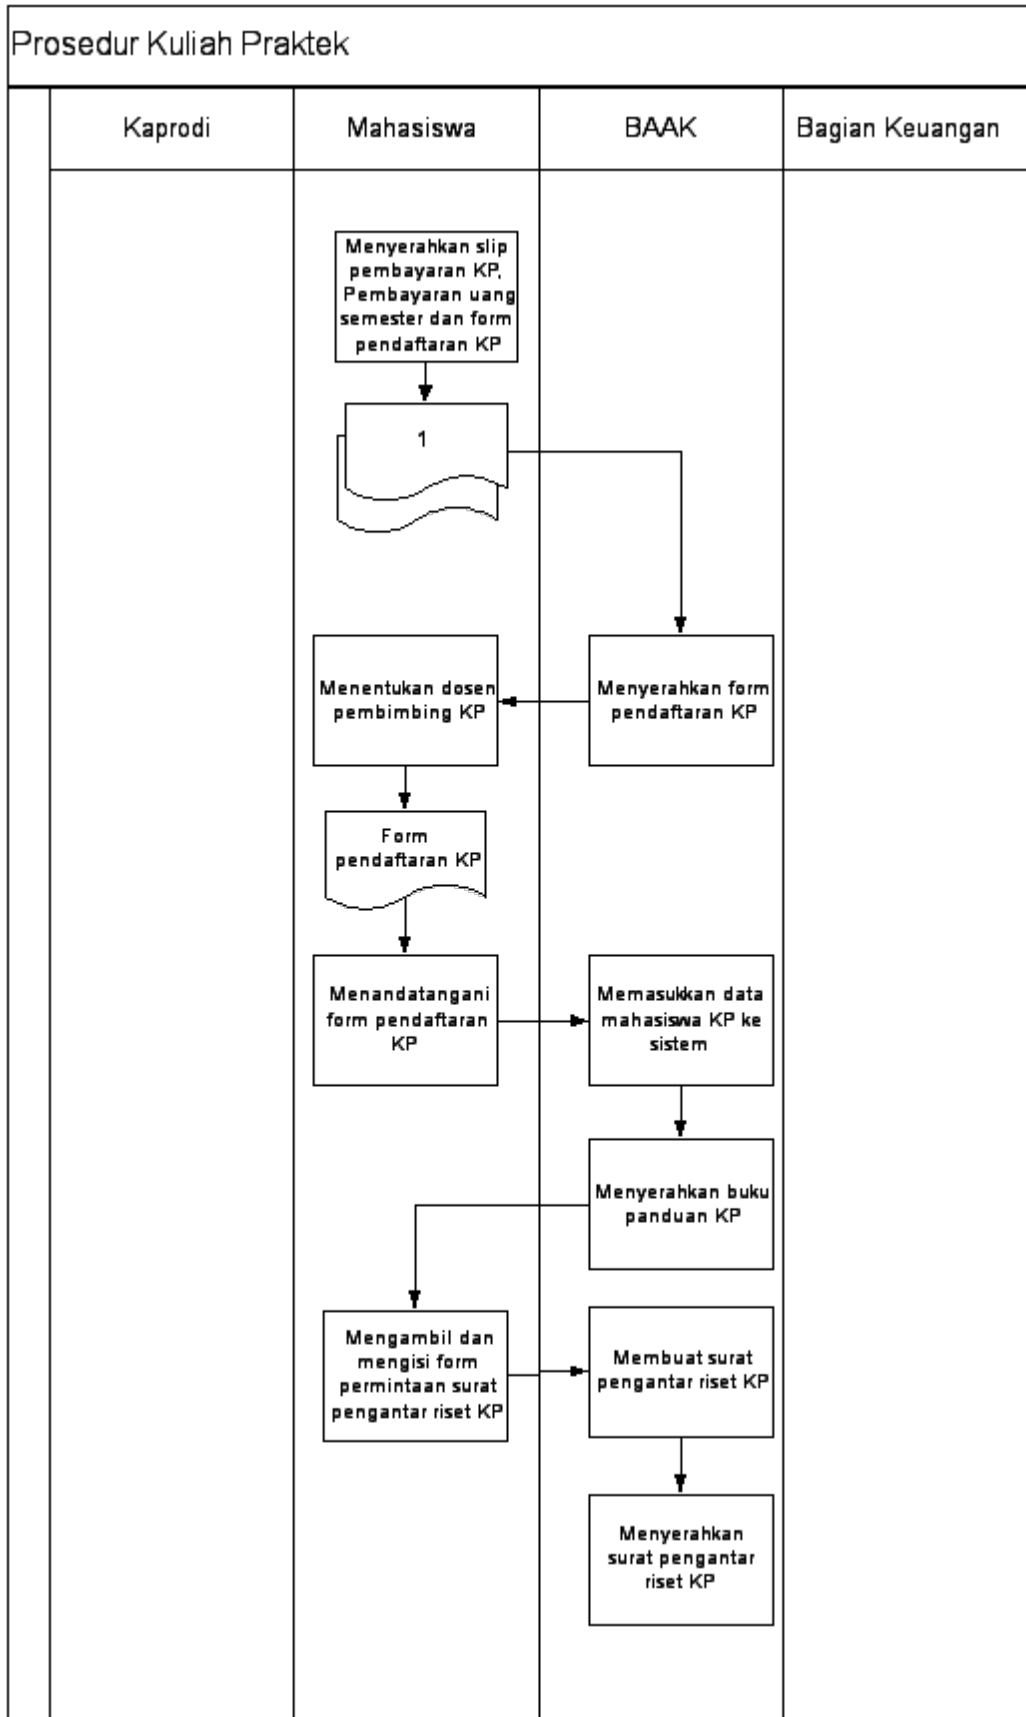 Prosedur Kuliah Praktek
Kaprodi
Mahasiswa
BAAK
Bagian Keuangan
Menyerahkan slip
pembayaran KP,
Pembayaran uang
semester dan form
pendaftaran KP
1
Menentukan dosen
pembimbing KP
Menyerahkan form
pendaftaran KP
Form
pendaftaran KP
Menandatangani
form pendaftaran
KP
Memasukkan data
mahasiswa KP ke
sistem
Menyerahkan buku
panduan KP
Mengambil dan
mengisi form
permintaan surat
pengantar riset KP
Membuat surat
pengantar riset KP
Menyerahkan
surat pengantar
riset KP